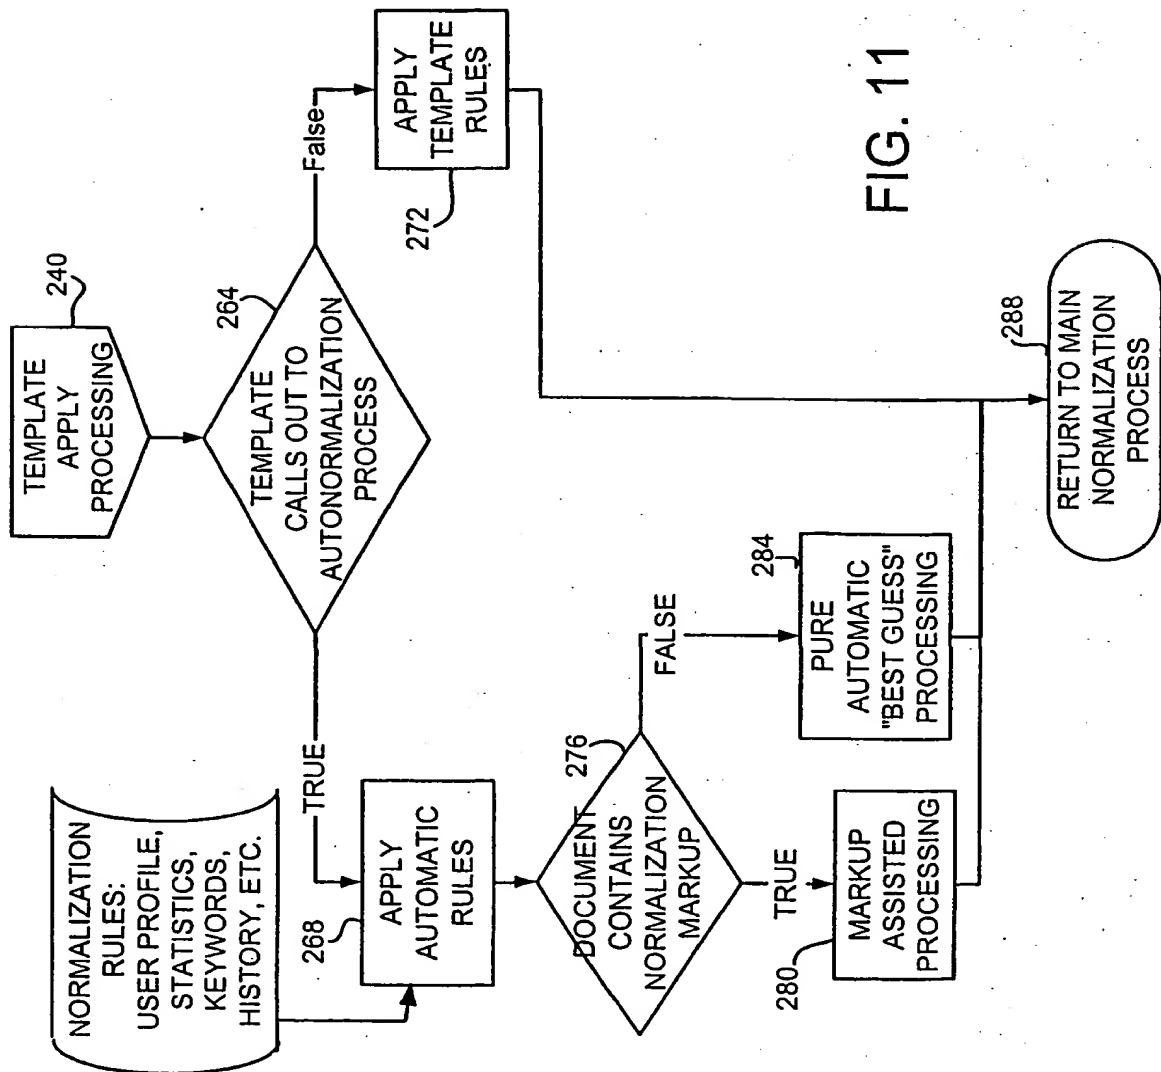 TEMPLATE
APPLY
PROCESSING
240
264
TEMPLATE
CALLS OUT TO
AUTONORMALIZATION
PROCESS
TRUE
False
NORMALIZATION
RULES:
USER PROFILE,
STATISTICS,
KEYWORDS,
HISTORY, ETC.
268
APPLY
AUTOMATIC
RULES
272
APPLY
TEMPLATE
RULES
276
DOCUMENT
CONTAINS
NORMALIZATION
MARKUP
TRUE
FALSE
280
MARKUP
ASSISTED
PROCESSING
284
PURE
AUTOMATIC
"BEST GUESS"
PROCESSING
288
RETURN TO MAIN
NORMALIZATION
PROCESS
FIG. 11